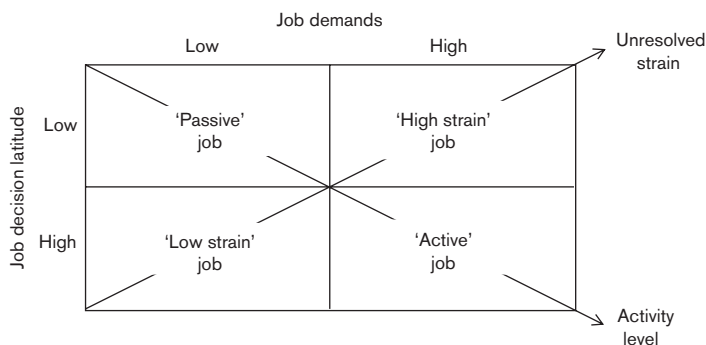 Job demands
Low
High
Unresolved
strain
Job decision latitude
Low
‘Passive’
job
‘High strain’
job
High
‘Low strain’
job
‘Active’
job
Activity
level